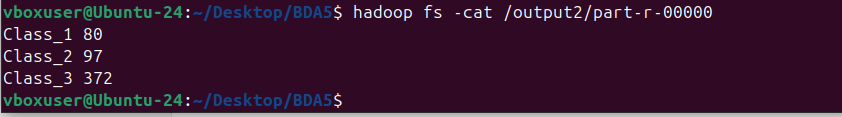 vboxuser@Ubuntu-24:~/Desktop/BDA5$ hadoop fs -cat /output2/part-r-00000
Class_1 80
Class_2 97
Class_3 372
vboxuser@Ubuntu-24:~/Desktop/BDA5$